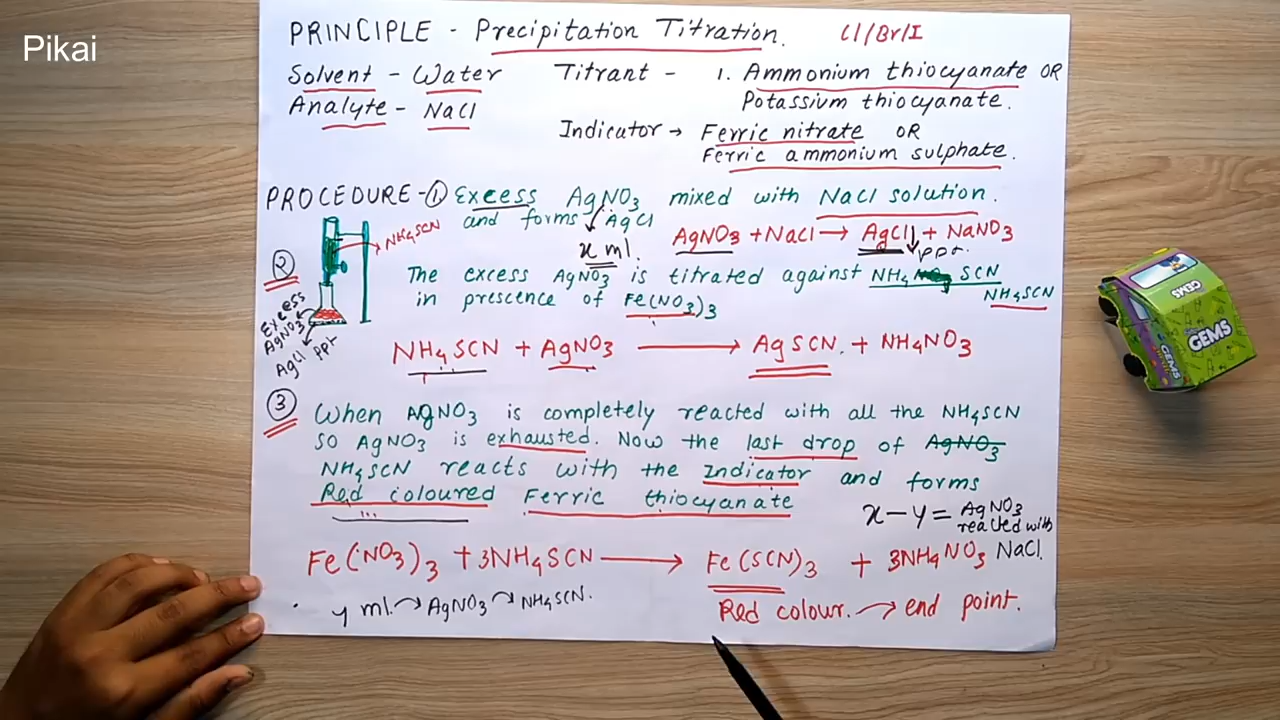 Pikai
PRINCIPLE - Precipitation Titration. Cl/Br/I
Solvent - Water Titrant - 1. Ammonium thiocyanate OR
Analyte - NaCl Potassium thiocyanate.
Indicator → Ferric nitrate OR
Ferric ammonium sulphate.
PROCEDURE - ① Excess AgNO3 mixed with NaCl solution.
and forms AgCl
x ml.
AgNO3 + NaCl → AgCl↓ + NaNO3
ppt.
②
NH4SCN
Excess
AgNO3
AgCl ppt
The excess AgNO3 is titrated against NH4 SCN
NH4SCN
in prescence of Fe(NO3)3
NH4SCN + AgNO3 → AgSCN. + NH4NO3
③ When AgNO3 is completely reacted with all the NH4SCN
so AgNO3 is exhausted. Now the last drop of AgNO3
NH4SCN reacts with the Indicator and forms
Red coloured Ferric thiocyanate
x - y = AgNO3
reacted with
NaCl.
Fe(NO3)3 + 3NH4SCN → Fe(SCN)3 + 3NH4NO3
Red colour. → end point.
y ml. → AgNO3 → NH4SCN.
GEMS
GEMS
GEMS